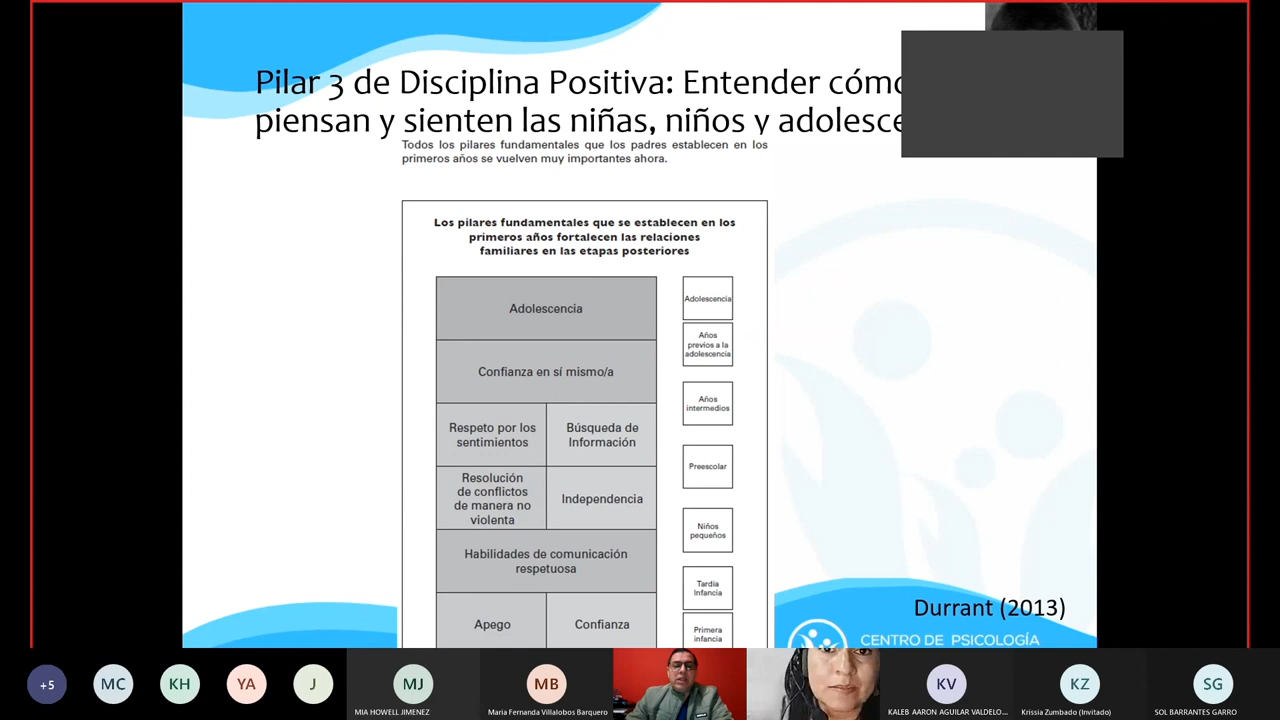 Pilar 3 de Disciplina Positiva: Entender cómo
piensan y sienten las niñas, niños y
Todos los pilares fundamentales que los padres establecen en los
primeros años se vuelven muy importantes ahora.
Los pilares fundamentales que se establecen en los
primeros años fortalecen las relaciones
familiares en las etapas posteriores
Adolescencia
Confianza en sí mismo/a
Respeto por los
sentimientos
Búsqueda de
Información
Resolución
de conflictos
de manera no
violenta
Independencia
Habilidades de comunicación
respetuosa
Apego
Confianza
Adolescencia
Años
previos a la
adolescencia
Años
intermedios
Preescolar
Niños
pequeños
Tardia
Infancia
Primera
infancia
Durrant (2013)
CENTRO DE PSICOLOGÍA
+5
MC
KH
YA
J
MJ
MIA HOWELL JIMENEZ
MB
Maria Fernanda Villalobos Barquero
KV
KALEB AARON AGUILAR VALDELO...
KZ
Krissia Zumbado (Invitado)
SG
SOL BARRANTES GARRO